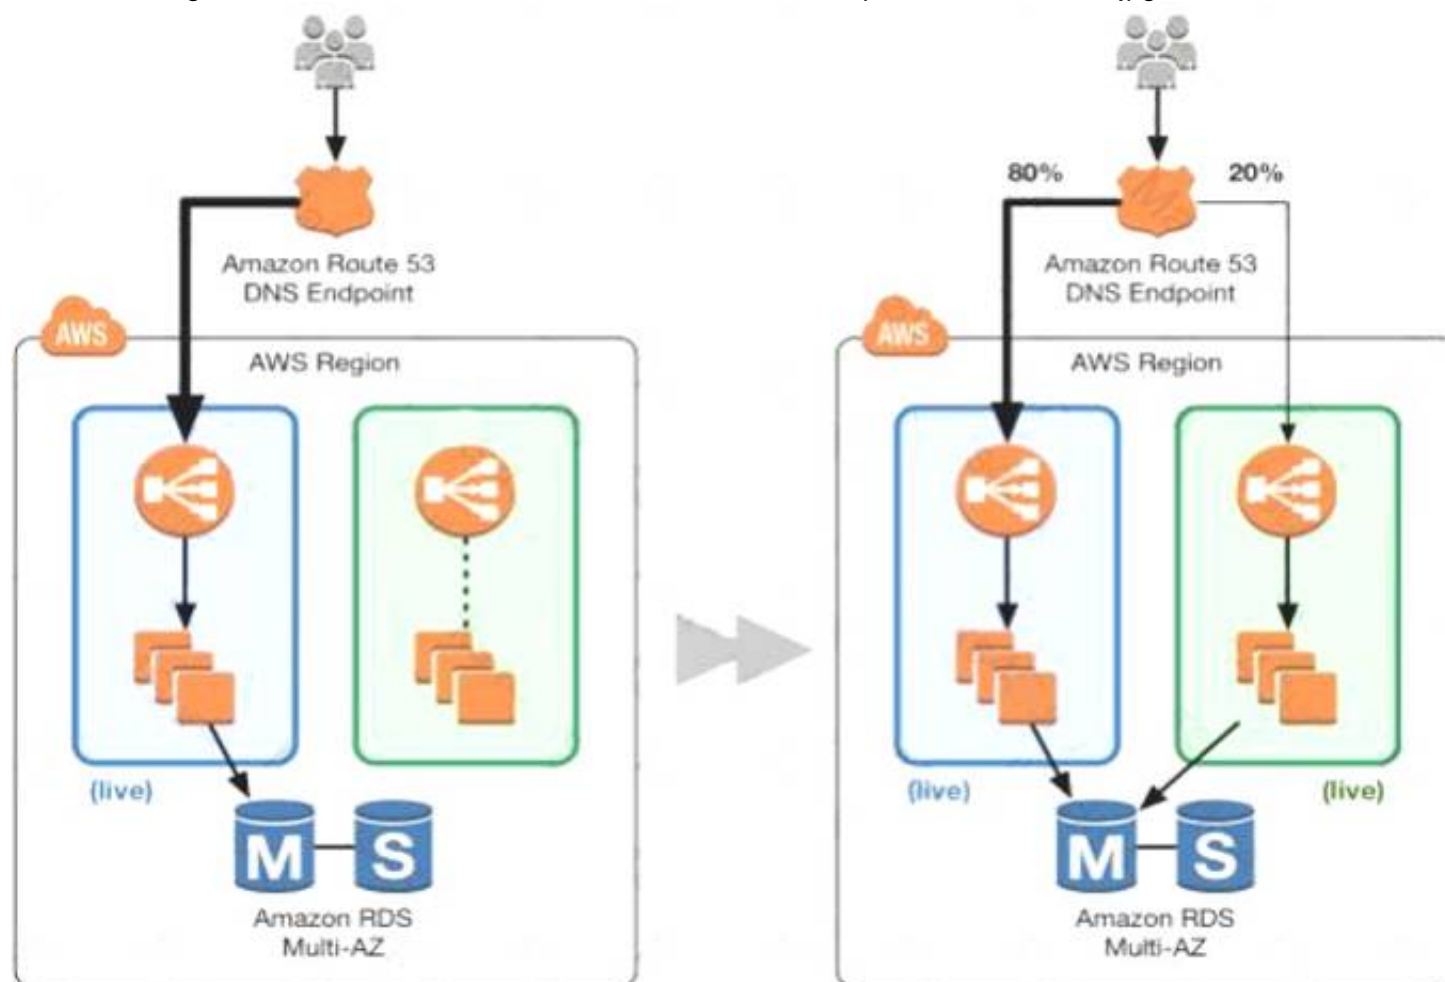 Amazon Route 53
DNS Endpoint
AWS
AWS Region
(live)
M
S
Amazon RDS
Multi-AZ
80%
20%
Amazon Route 53
DNS Endpoint
AWS
AWS Region
(live)
(live)
M
S
Amazon RDS
Multi-AZ